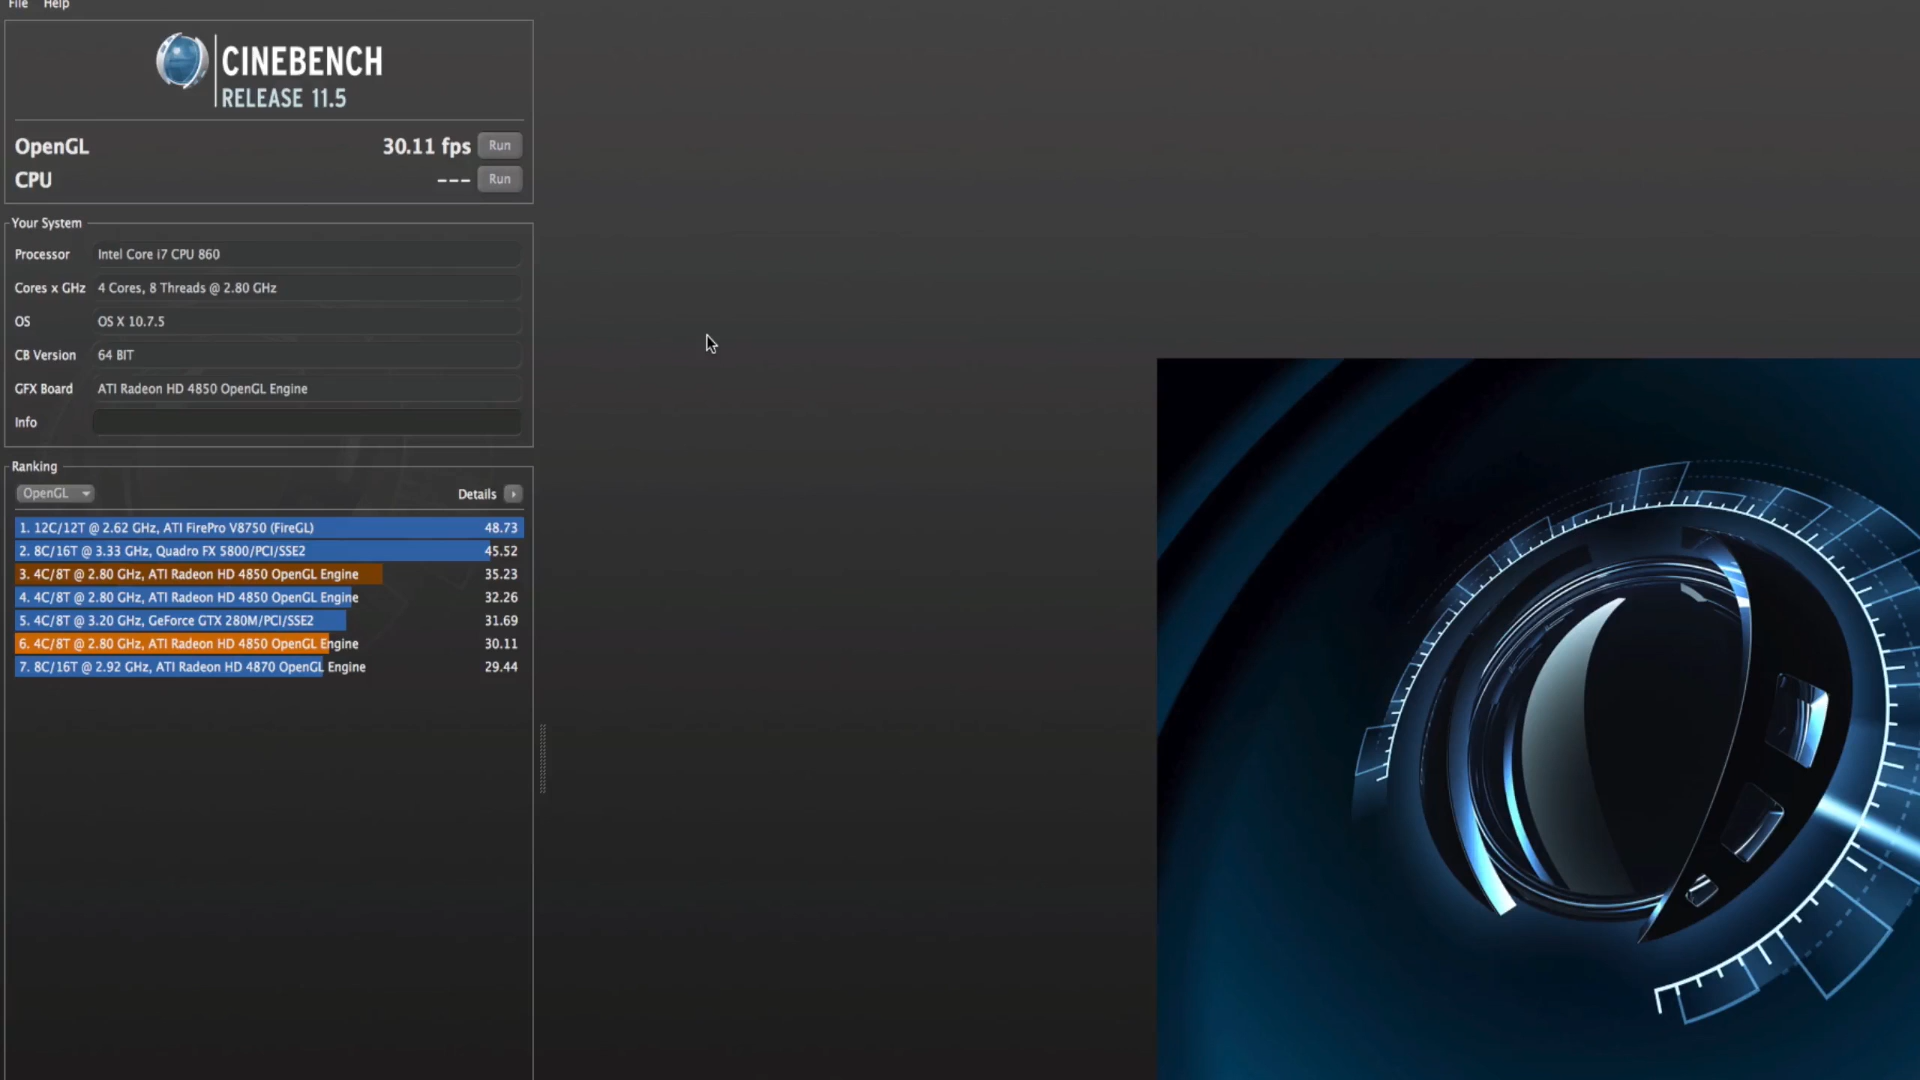 File Help
CINEBENCH
RELEASE 11.5
OpenGL 30.11 fps Run
CPU --- Run
Your System
Processor Intel Core i7 CPU 860
Cores x GHz 4 Cores, 8 Threads @ 2.80 GHz
OS OS X 10.7.5
CB Version 64 BIT
GFX Board ATI Radeon HD 4850 OpenGL Engine
Info
Ranking
OpenGL Details
1. 12C/12T @ 2.62 GHz, ATI FirePro V8750 (FireGL) 48.73
2. 8C/16T @ 3.33 GHz, Quadro FX 5800/PCI/SSE2 45.52
3. 4C/8T @ 2.80 GHz, ATI Radeon HD 4850 OpenGL Engine 35.23
4. 4C/8T @ 2.80 GHz, ATI Radeon HD 4850 OpenGL Engine 32.26
5. 4C/8T @ 3.20 GHz, GeForce GTX 280M/PCI/SSE2 31.69
6. 4C/8T @ 2.80 GHz, ATI Radeon HD 4850 OpenGL Engine 30.11
7. 8C/16T @ 2.92 GHz, ATI Radeon HD 4870 OpenGL Engine 29.44